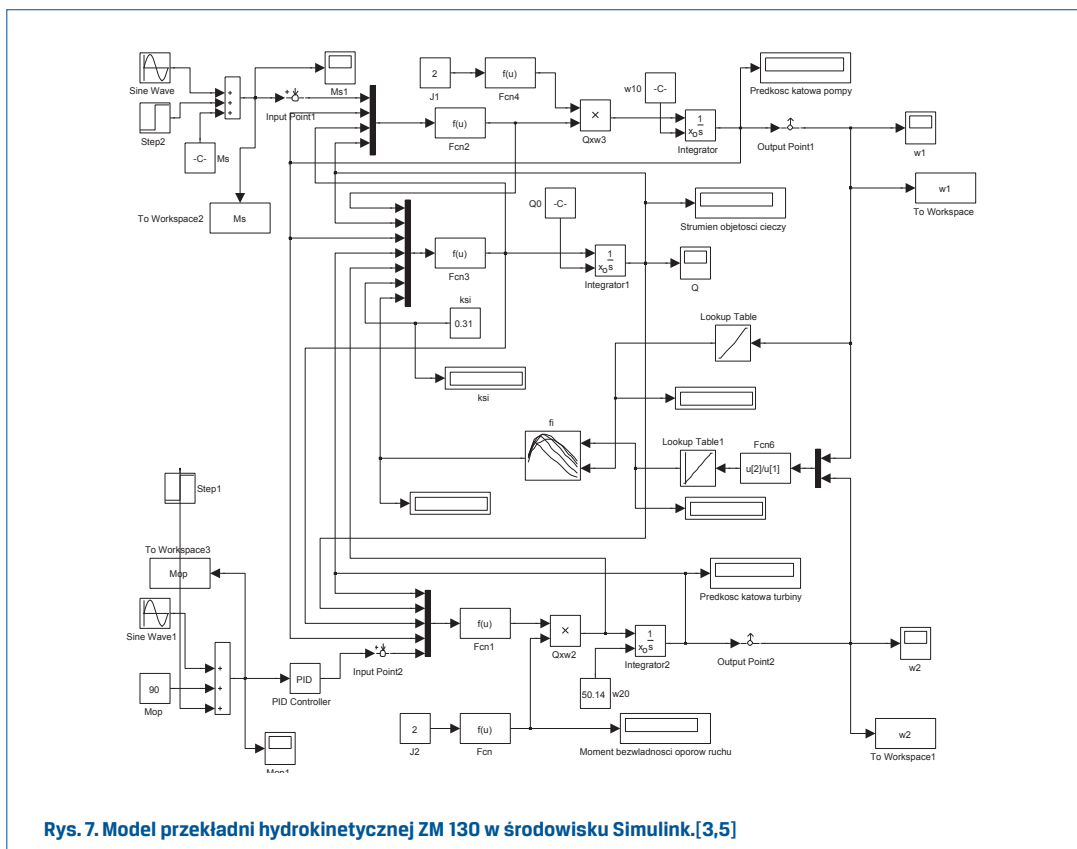 Sine Wave
Step2
-C-
Ms
+
+
+
Input Point1
Ms1
To Workspace2
Ms
2
J1
f(u)
Fcn4
f(u)
Fcn2
×
Qxw3
w10
-C-
1
s
xo
Integrator
Predkosc katowa pompy
Output Point1
w1
w1
To Workspace
Q0
-C-
f(u)
Fcn3
1
s
xo
Integrator1
Strumien objetosci cieczy
Q
ksi
0.31
ksi
Lookup Table
fi
Lookup Table1
Fcn6
u[2]/u[1]
Step1
To Workspace3
Mop
Sine Wave1
90
Mop
+
+
+
PID
PID Controller
Input Point2
Mop1
f(u)
Fcn1
×
Qxw2
1
s
xo
Integrator2
50.14
w20
Predkosc katowa turbiny
Output Point2
w2
w2
To Workspace1
2
J2
f(u)
Fcn
Moment bezwladnosci oporow ruchu
Rys. 7. Model przekładni hydrokinetycznej ZM 130 w środowisku Simulink.[3,5]